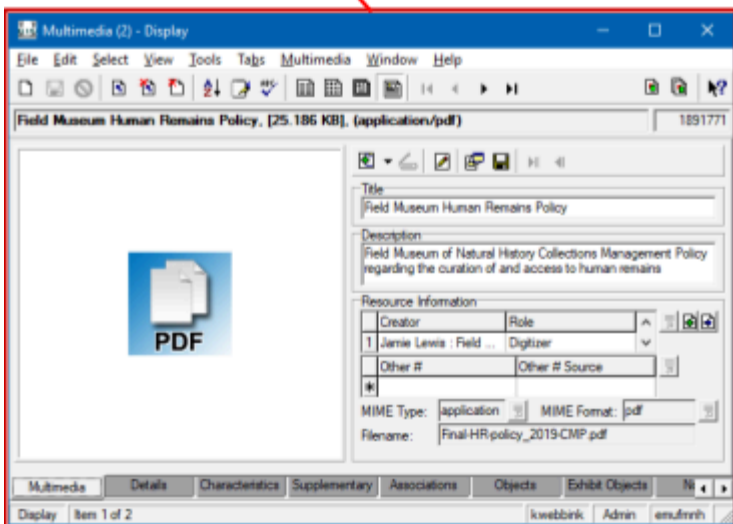 Multimedia (2) - Display
File Edit Select View Tools Tabs Multimedia Window Help
Field Museum Human Remains Policy, [25.186 KB], (application/pdf) 1891771
PDF
Title
Field Museum Human Remains Policy
Description
Field Museum of Natural History Collections Management Policy
regarding the curation of and access to human remains
Resource Information
Creator Role
1 Jamie Lewis : Field ... Digitizer
Other # Other # Source
MIME Type: application MIME Format: pdf
Filename: Final-HR-policy_2019-CMP.pdf
Multimedia Details Characteristics Supplementary Associations Objects Exhibit Objects
Display Item 1 of 2 kwebbink Admin emufmnh